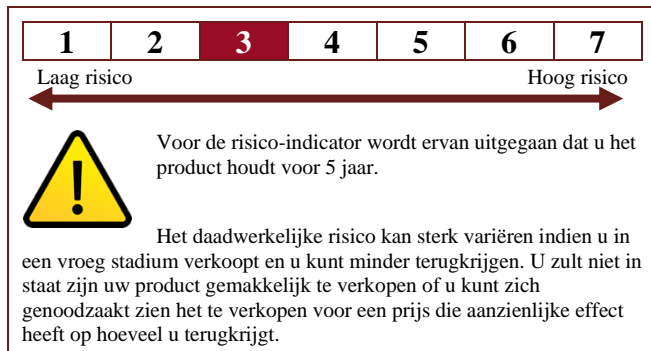 1 2 3 4 5 6 7
Laag risico Hoog risico
Voor de risico-indicator wordt ervan uitgegaan dat u het
product houdt voor 5 jaar.
Het daadwerkelijke risico kan sterk variëren indien u in
een vroeg stadium verkoopt en u kunt minder terugkrijgen. U zult niet in
staat zijn uw product gemakkelijk te verkopen of u kunt zich
genoodzaakt zien het te verkopen voor een prijs die aanzienlijke effect
heeft op hoeveel u terugkrijgt.